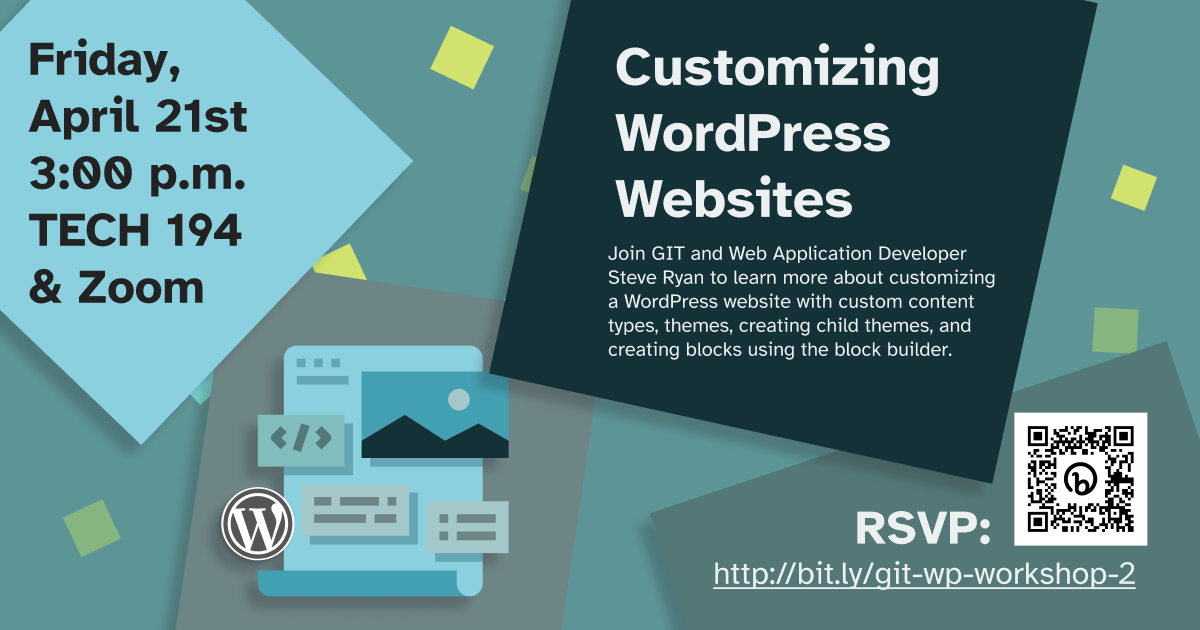 Friday,
April 21st
3:00 p.m.
TECH 194
& Zoom
Customizing
WordPress
Websites
Join GIT and Web Application Developer
Steve Ryan to learn more about customizing
a WordPress website with custom content
types, themes, creating child themes, and
creating blocks using the block builder.
</>
W
b
RSVP:
http://bit.ly/git-wp-workshop-2